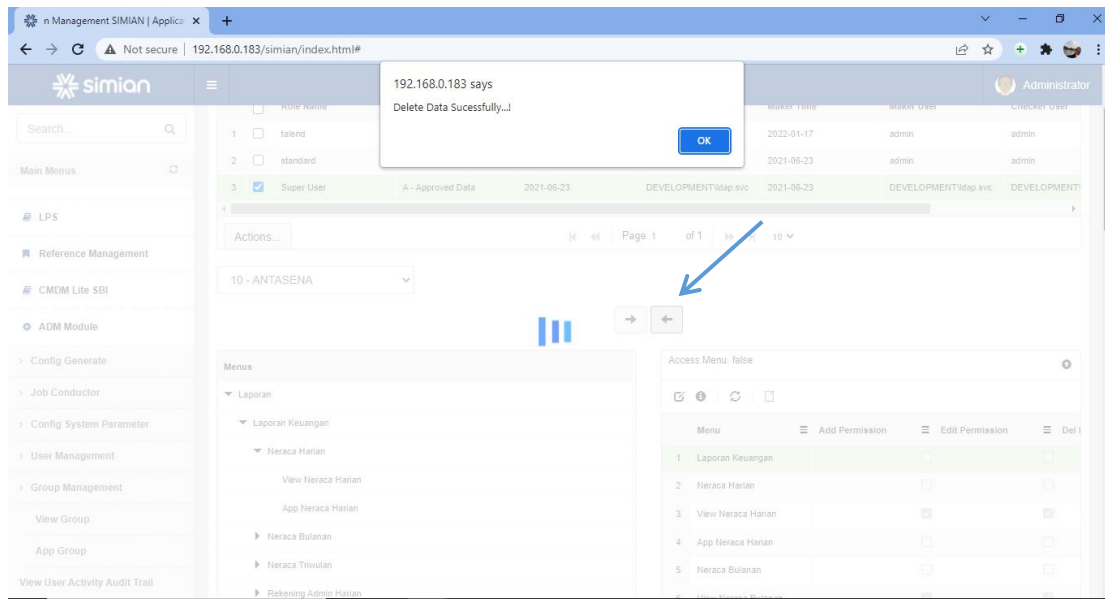 n Management SIMIAN | Applica
Not secure | 192.168.0.183/simian/index.html#
simian
Administrator
192.168.0.183 says
Delete Data Sucessfully...!
OK
Search...
Main Menus
LPS
Reference Management
CMDM Lite SBI
ADM Module
Config Generate
Job Conductor
Config System Parameter
User Management
Group Management
View Group
App Group
View User Activity Audit Trail
Role Name Maker Time Maker User Checker User
1 talend 2022-01-17 admin admin
2 standard 2021-06-23 admin admin
3 Super User A - Approved Data 2021-06-23 DEVELOPMENT\ldap.svc 2021-06-23 DEVELOPMENT\ldap.svc DEVELOPMENT\
Actions... Page 1 of 1 10
10 - ANTASENA
Menus
Laporan
Laporan Keuangan
Neraca Harian
View Neraca Harian
App Neraca Harian
Neraca Bulanan
Neraca Triwulan
Rekening Admin Harian
Access Menu: false
Menu Add Permission Edit Permission Del
1 Laporan Keuangan
2 Neraca Harian
3 View Neraca Harian
4 App Neraca Harian
5 Neraca Bulanan
6 View Neraca Bulanan